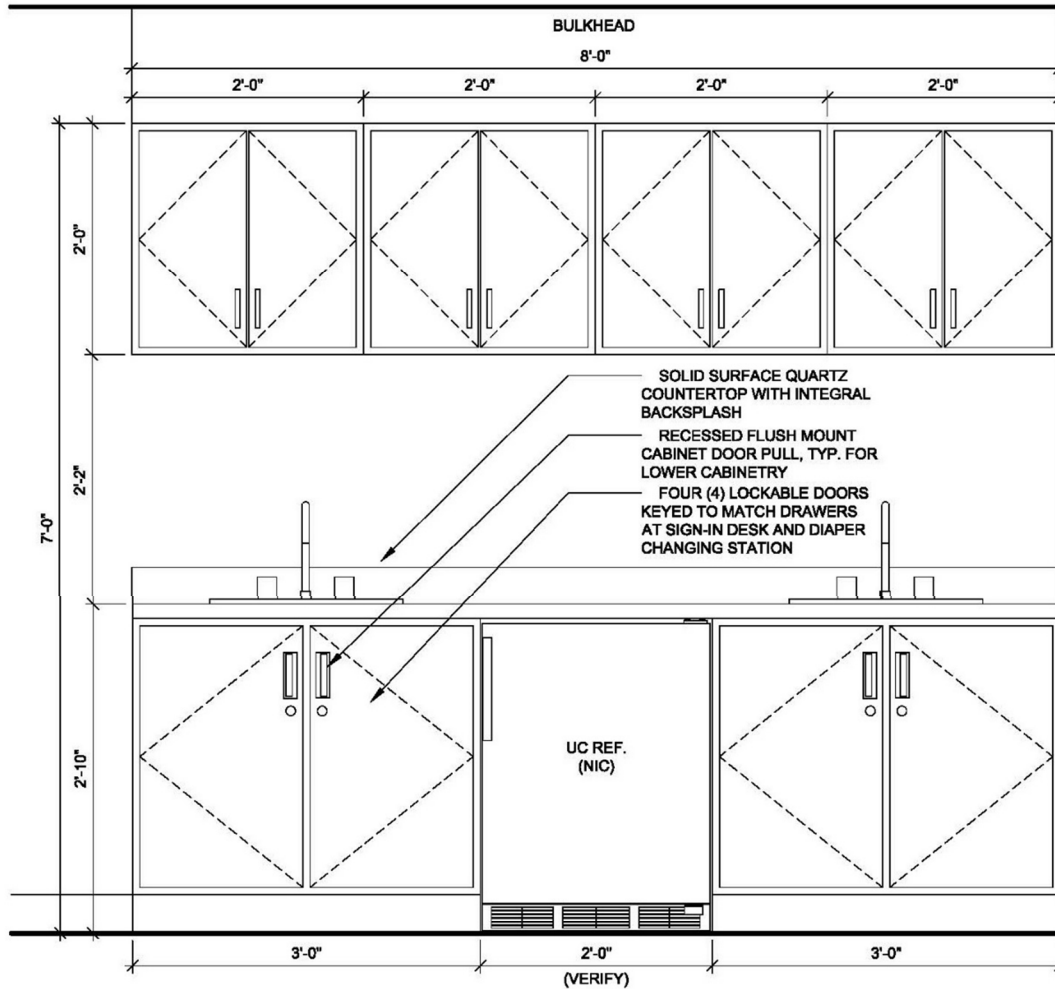 BULKHEAD
8'-0"
2'-0" 2'-0" 2'-0" 2'-0"
2'-0"
SOLID SURFACE QUARTZ
COUNTERTOP WITH INTEGRAL
BACKSPLASH
RECESSED FLUSH MOUNT
CABINET DOOR PULL, TYP. FOR
LOWER CABINETRY
FOUR (4) LOCKABLE DOORS
KEYED TO MATCH DRAWERS
AT SIGN-IN DESK AND DIAPER
CHANGING STATION
2'-2"
7'-0"
2'-10"
UC REF.
(NIC)
3'-0" 2'-0" 3'-0"
(VERIFY)